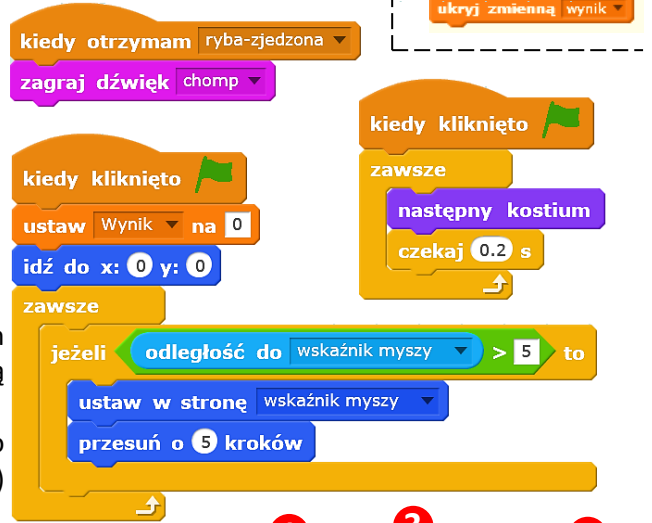 ukryj zmienną wynik
kiedy otrzymam ryba-zjedzona
zagraj dźwięk chomp
kiedy kliknięto
zawsze
następny kostium
czekaj 0.2 s
kiedy kliknięto
ustaw Wynik na 0
idź do x: 0 y: 0
zawsze
jeżeli odległość do wskaźnik myszy > 5 to
ustaw w stronę wskaźnik myszy
przesuń o 5 kroków